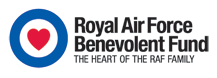 Royal Air Force
Benevolent Fund
THE HEART OF THE RAF FAMILY